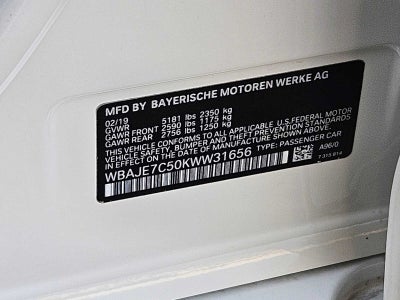 MFD BY BAYERISCHE MOTOREN WERKE AG
02/19
GVWR 5181 lbs 2350 kg
GAWR FRONT 2590 lbs 1175 kg
GAWR REAR 2756 lbs 1250 kg
THIS VEHICLE CONFORMS TO ALL APPLICABLE U.S.FEDERAL MOTOR
VEHICLE SAFETY, BUMPER, AND THEFT PREVENTION STANDARDS
IN EFFECT ON THE DATE OF MANUFACTURE SHOWN ABOVE.
WBAJE7C50KWW31656 TYPE: PASSENGER CAR
A96/0